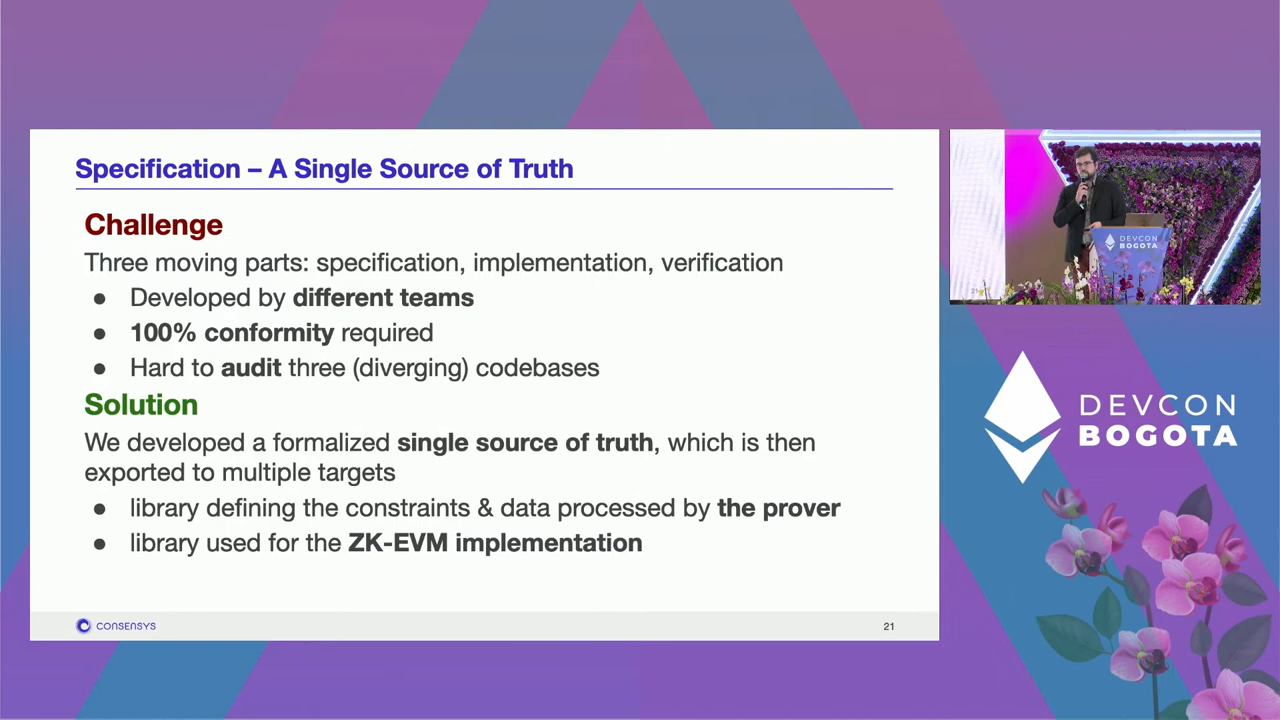 Specification – A Single Source of Truth
Challenge
Three moving parts: specification, implementation, verification
● Developed by different teams
● 100% conformity required
● Hard to audit three (diverging) codebases
Solution
We developed a formalized single source of truth, which is then
exported to multiple targets
● library defining the constraints & data processed by the prover
● library used for the ZK-EVM implementation
CONSENSYS
21
DEVCON
BOGOTA
DEVCON
BOGOTA